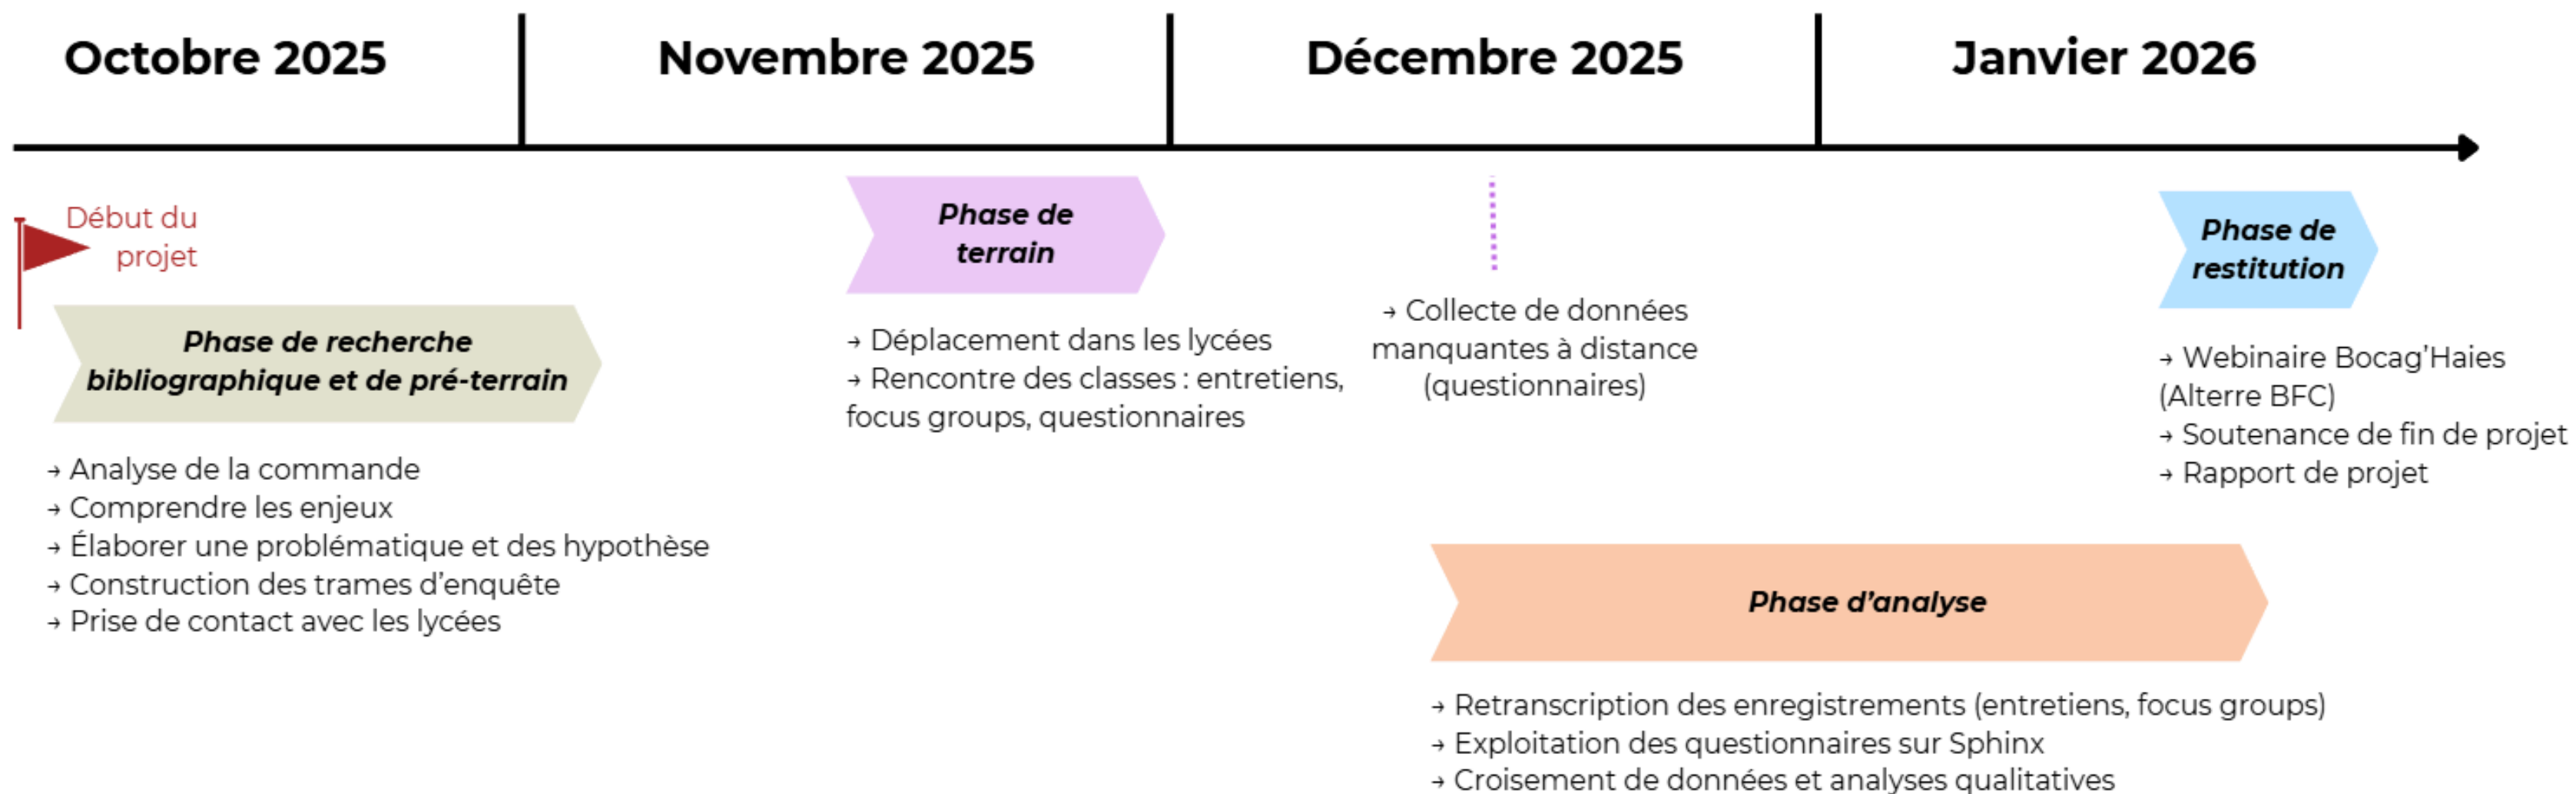 Octobre 2025
Novembre 2025
Décembre 2025
Janvier 2026
Début du
projet
Phase de recherche
bibliographique et de pré-terrain
→ Analyse de la commande
→ Comprendre les enjeux
→ Élaborer une problématique et des hypothèse
→ Construction des trames d'enquête
→ Prise de contact avec les lycées
Phase de
terrain
→ Déplacement dans les lycées
→ Rencontre des classes : entretiens,
focus groups, questionnaires
→ Collecte de données
manquantes à distance
(questionnaires)
Phase de
restitution
→ Webinaire Bocag'Haies
(Alterre BFC)
→ Soutenance de fin de projet
→ Rapport de projet
Phase d'analyse
→ Retranscription des enregistrements (entretiens, focus groups)
→ Exploitation des questionnaires sur Sphinx
→ Croisement de données et analyses qualitatives